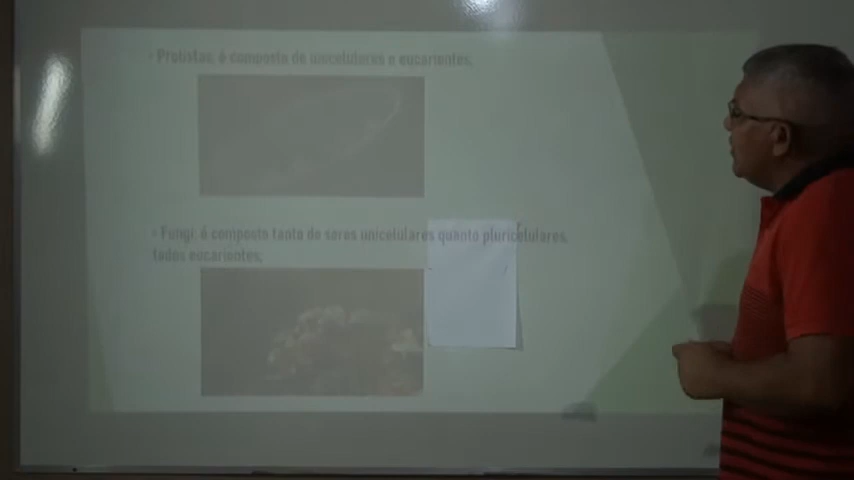 Protistas: é composto de unicelulares e eucariontes;
Fungi: é composto tanto de seres unicelulares quanto pluricelulares,
todos eucariontes;